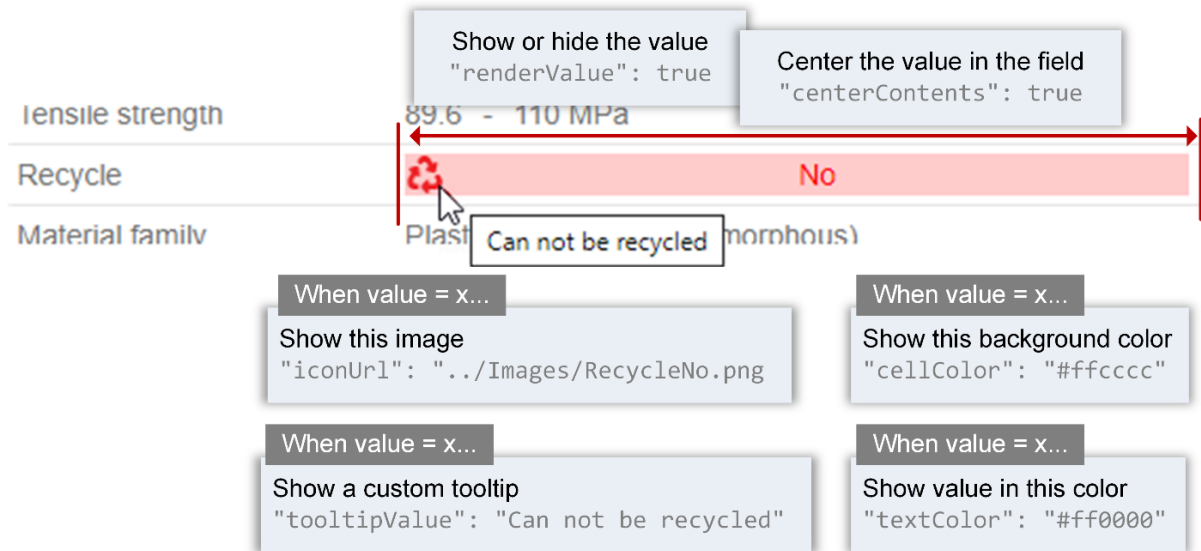 Show or hide the value
"renderValue": true
Center the value in the field
"centerContents": true
Tensile strength
89.6 - 110 MPa
Recycle
No
Material family
Plast
morphous)
Can not be recycled
When value = x...
Show this image
"iconUrl": "../Images/RecycleNo.png
When value = x...
Show this background color
"cellColor": "#ffcccc"
When value = x...
Show a custom tooltip
"tooltipValue": "Can not be recycled"
When value = x...
Show value in this color
"textColor": "#ff0000"